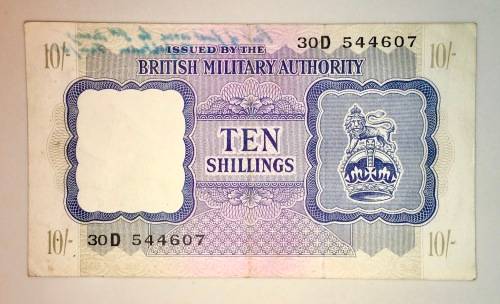 10/- 30D 544607 10/-
ISSUED BY THE
BRITISH MILITARY AUTHORITY
TEN
SHILLINGS
30D 544607
10/- 10/-